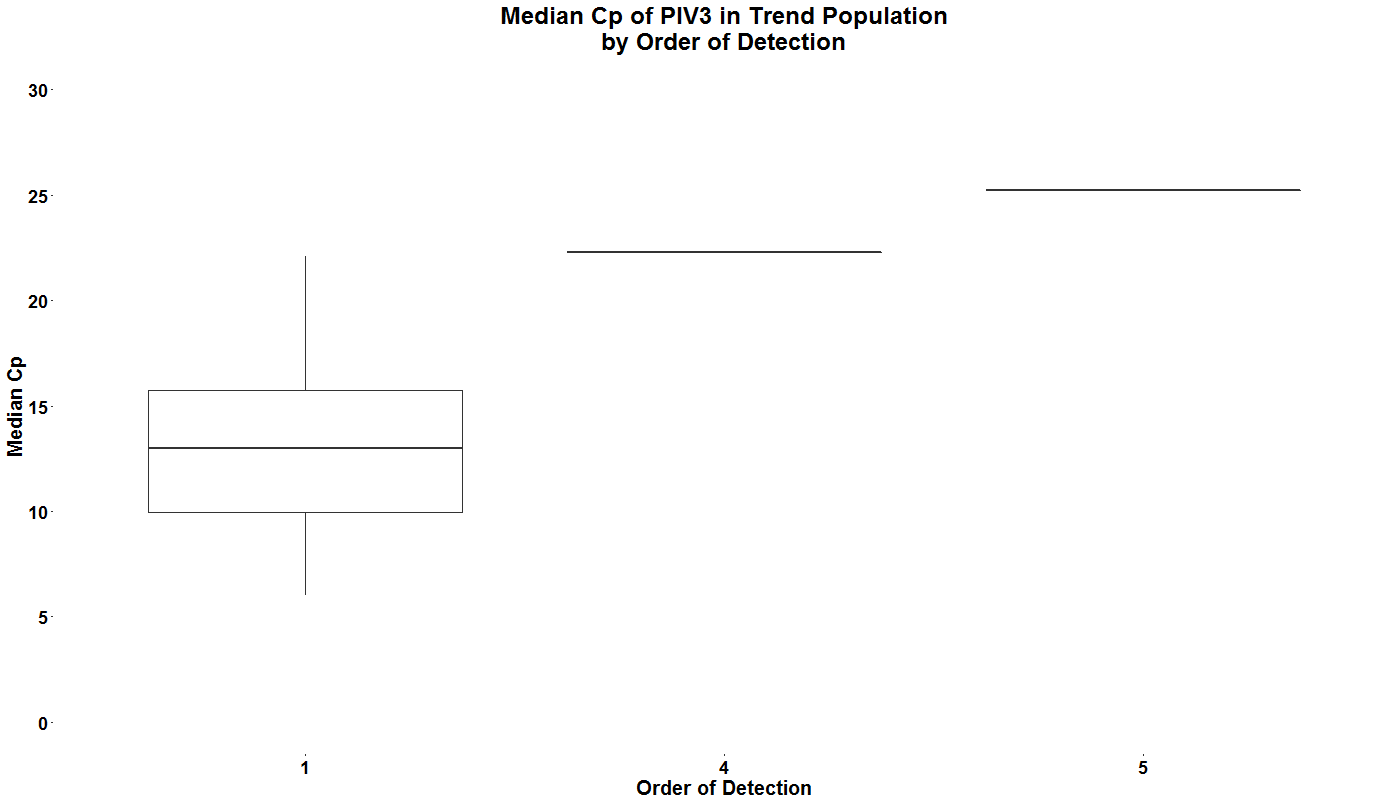 Median Cp of PIV3 in Trend Population
by Order of Detection
30
25
20
15
10
5
0
Median Cp
1 4 5
Order of Detection